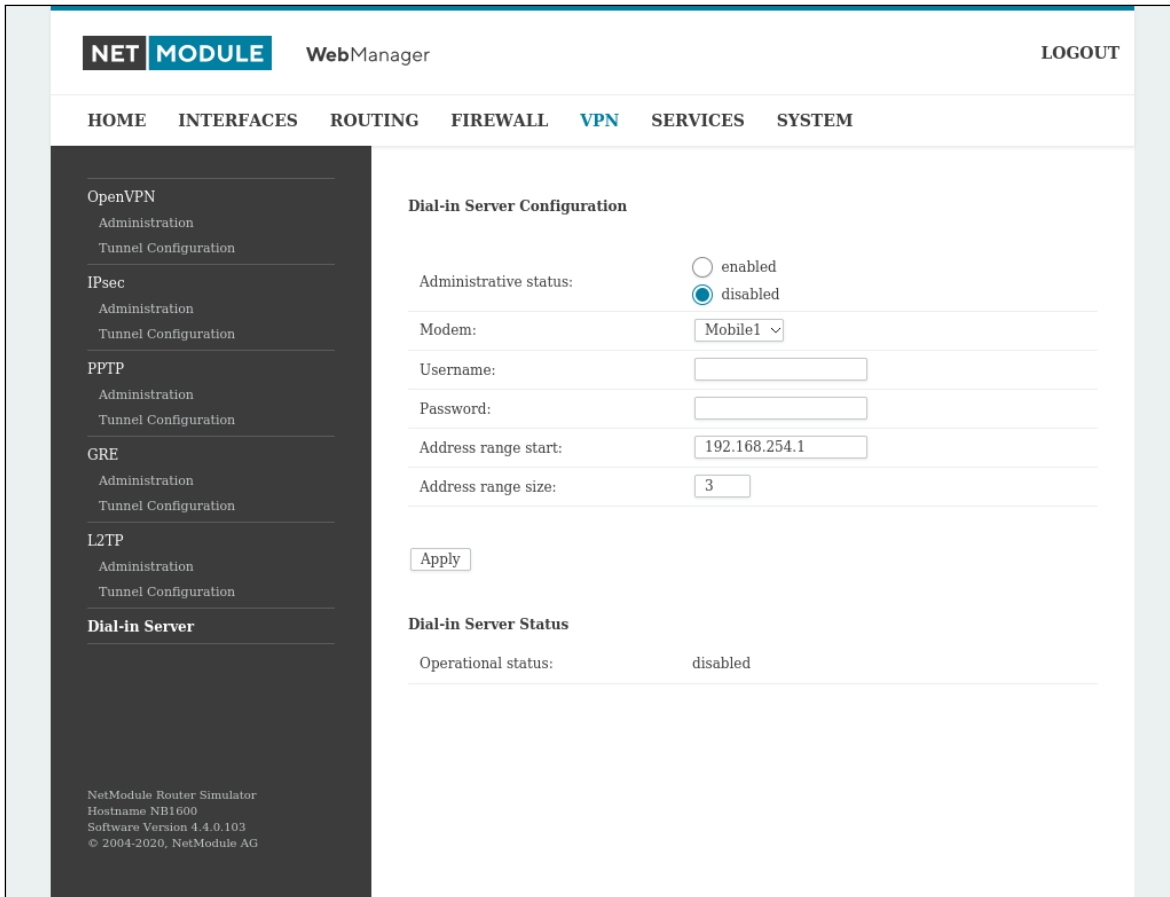 NET MODULE WebManager LOGOUT
HOME INTERFACES ROUTING FIREWALL VPN SERVICES SYSTEM
OpenVPN
Administration
Tunnel Configuration
IPsec
Administration
Tunnel Configuration
PPTP
Administration
Tunnel Configuration
GRE
Administration
Tunnel Configuration
L2TP
Administration
Tunnel Configuration
Dial-in Server
NetModule Router Simulator
Hostname NB1600
Software Version 4.4.0.103
© 2004-2020, NetModule AG
Dial-in Server Configuration
Administrative status:
enabled
disabled
Modem: Mobile1
Username:
Password:
Address range start: 192.168.254.1
Address range size: 3
Apply
Dial-in Server Status
Operational status: disabled